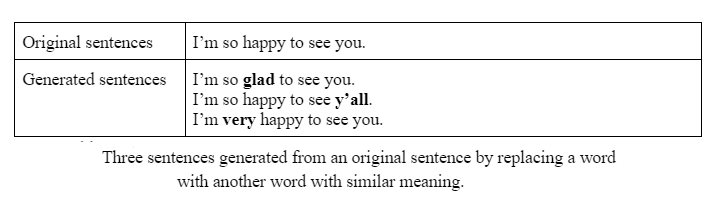 Original sentences
I'm so happy to see you.
Generated sentences
I'm so glad to see you.
I'm so happy to see y'all.
I'm very happy to see you.
Three sentences generated from an original sentence by replacing a word
with another word with similar meaning.